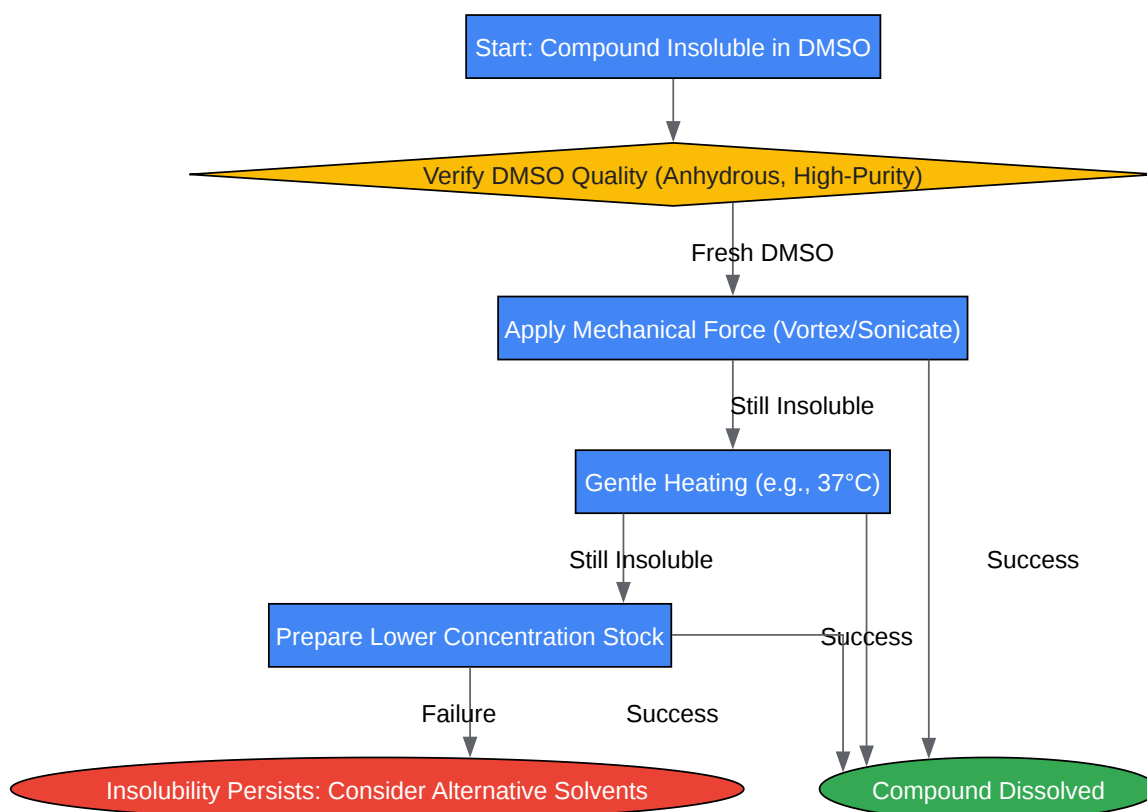 Start: Compound Insoluble in DMSO
Verify DMSO Quality (Anhydrous, High-Purity)
Fresh DMSO
Apply Mechanical Force (Vortex/Sonicate)
Still Insoluble
Gentle Heating (e.g., 37°C)
Still Insoluble
Success
Prepare Lower Concentration Stock
Success
Failure
Success
Insolubility Persists: Consider Alternative Solvents
Compound Dissolved